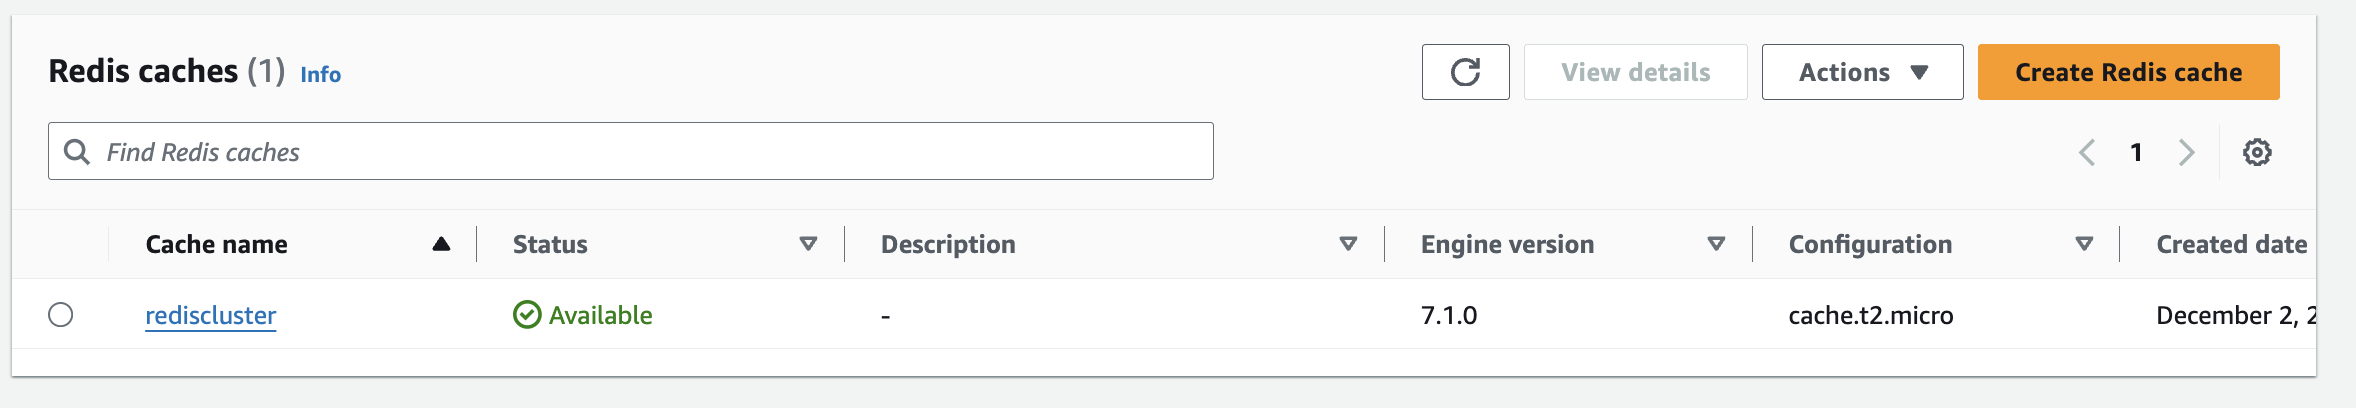 Redis caches (1) Info
View details
Actions
Create Redis cache
Find Redis caches
1
Cache name
Status
Description
Engine version
Configuration
Created date
rediscluster
Available
-
7.1.0
cache.t2.micro
December 2, 2